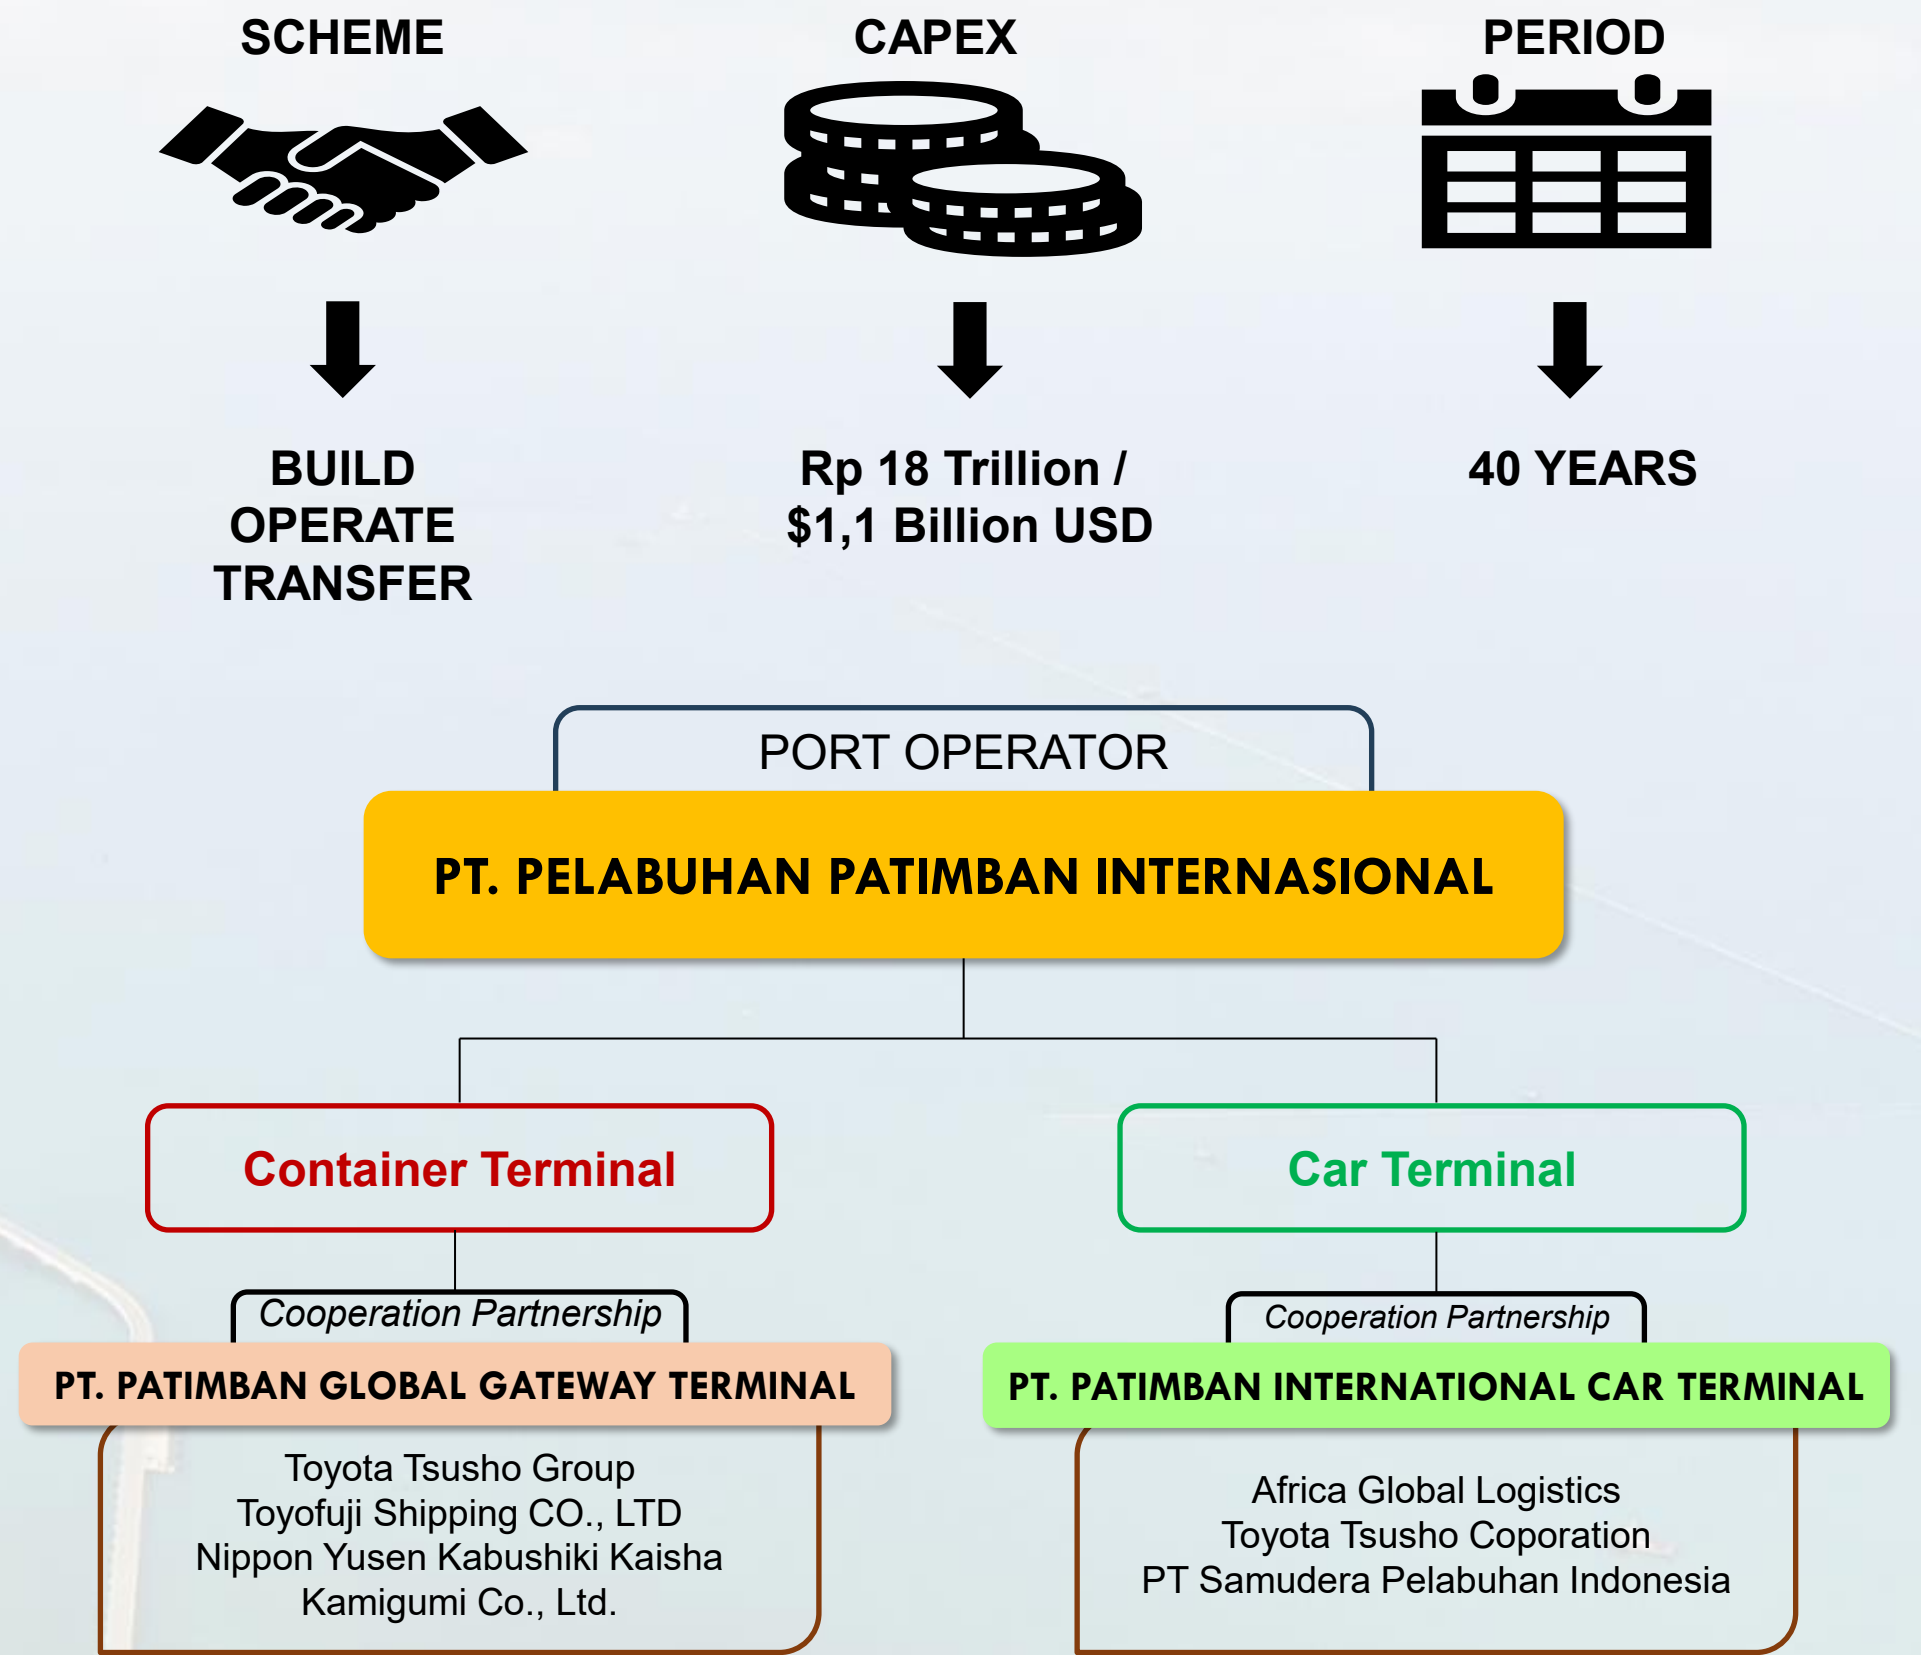 SCHEME
CAPEX
PERIOD
BUILD
OPERATE
TRANSFER
Rp 18 Trillion /
$1,1 Billion USD
40 YEARS
PORT OPERATOR
PT. PELABUHAN PATIMBAN INTERNASIONAL
Container Terminal
Cooperation Partnership
PT. PATIMBAN GLOBAL GATEWAY TERMINAL
Toyota Tsusho Group
Toyofuji Shipping CO., LTD
Nippon Yusen Kabushiki Kaisha
Kamigumi Co., Ltd.
Car Terminal
Cooperation Partnership
PT. PATIMBAN INTERNATIONAL CAR TERMINAL
Africa Global Logistics
Toyota Tsusho Coporation
PT Samudera Pelabuhan Indonesia